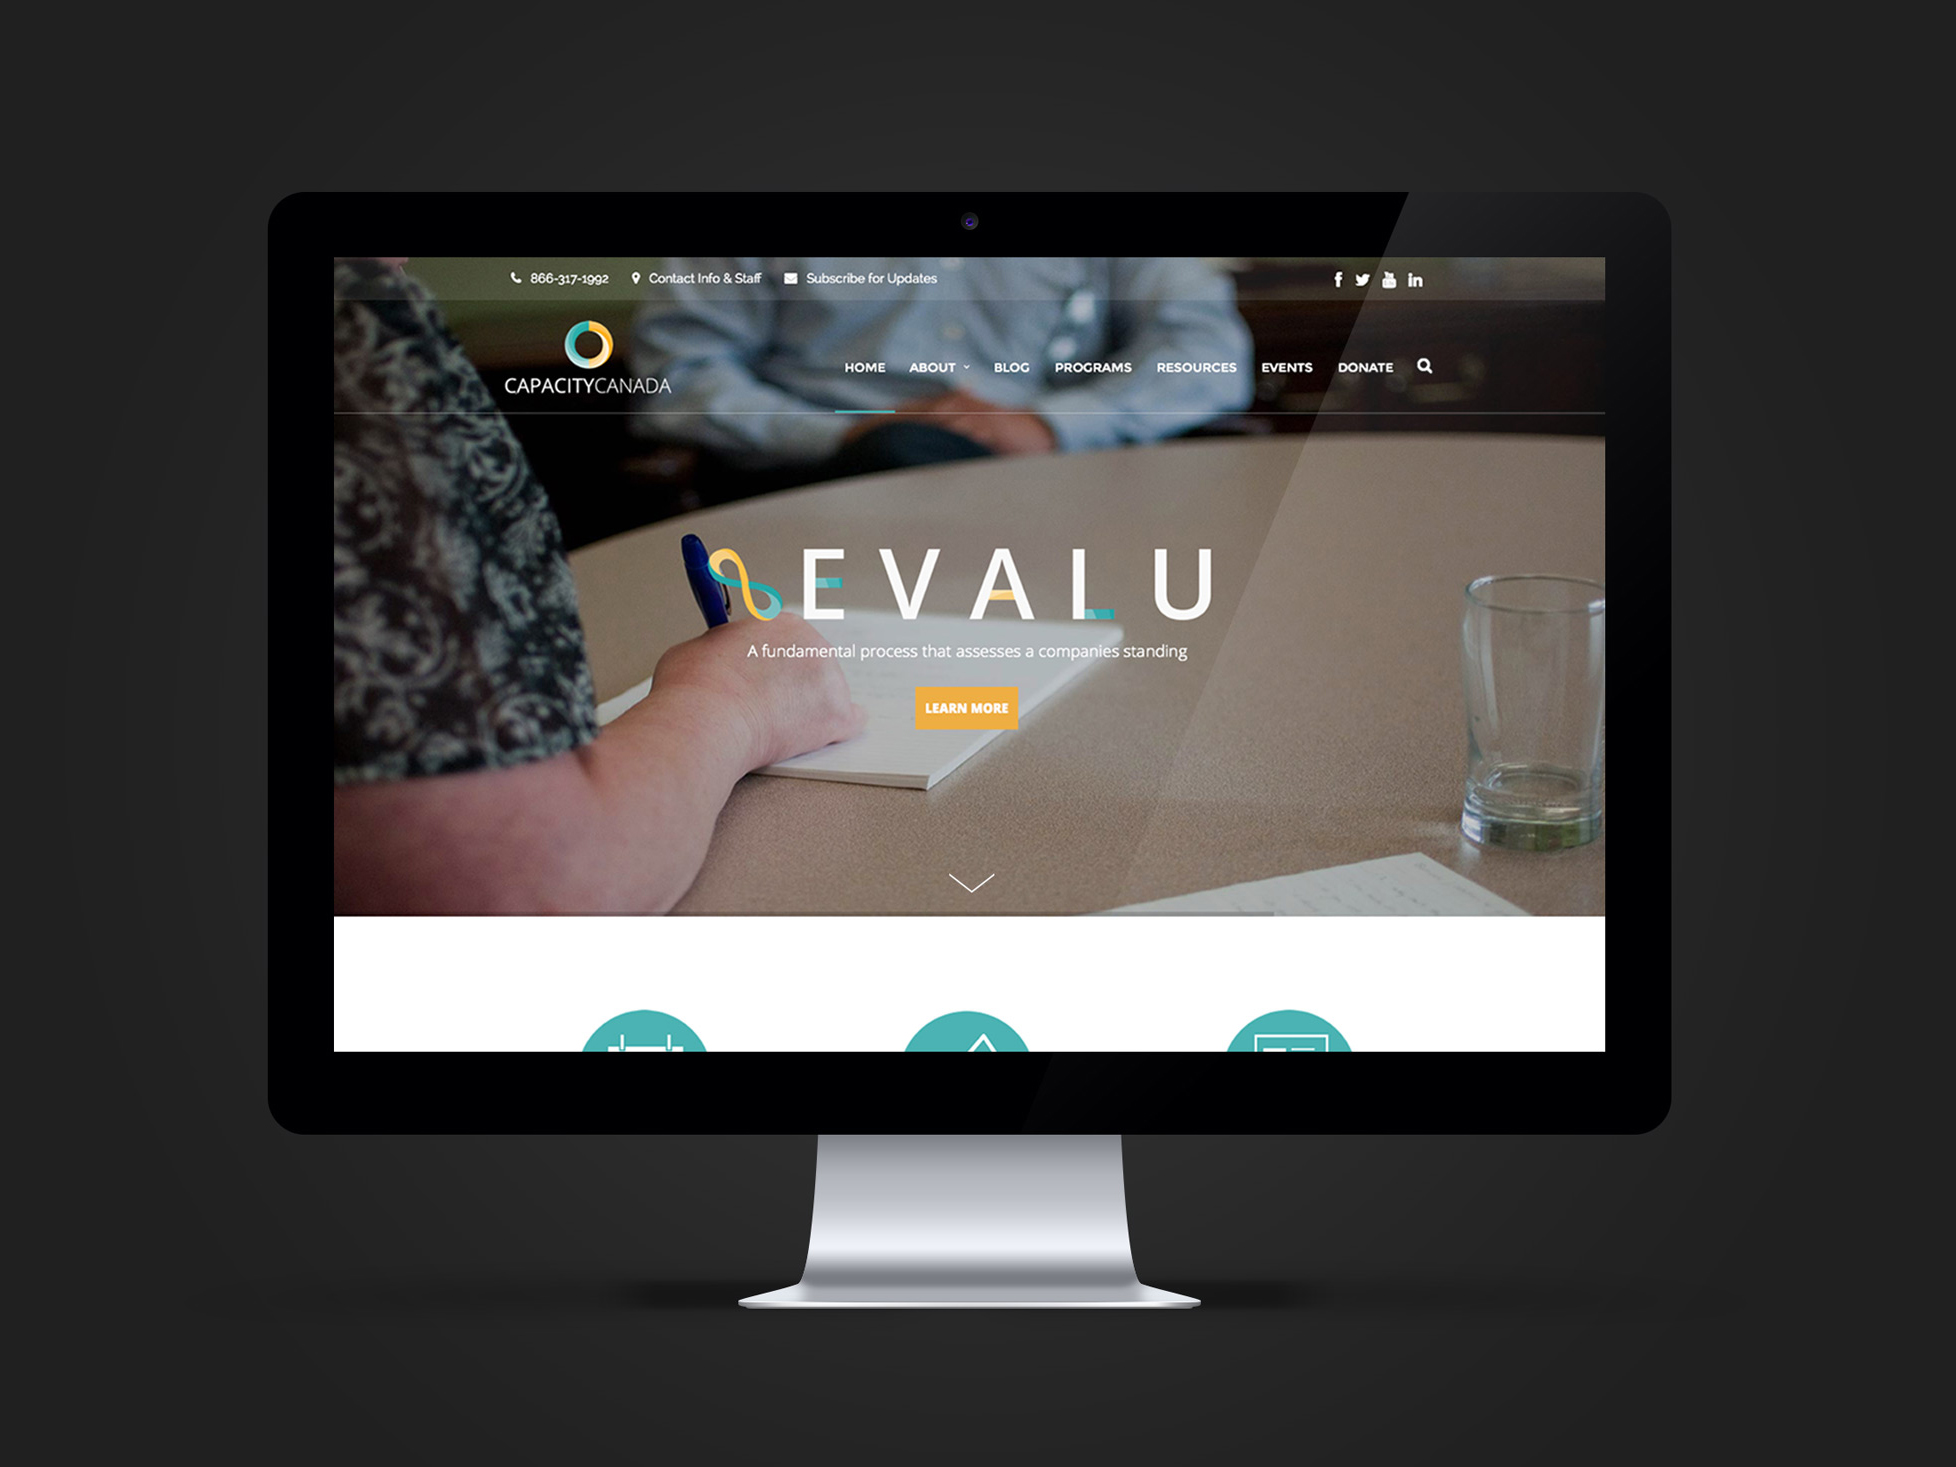 866-317-1992 Contact Info & Staff Subscribe for Updates
CAPACITYCANADA
HOME ABOUT BLOG PROGRAMS RESOURCES EVENTS DONATE
EVALU
A fundamental process that assesses a companies standing
LEARN MORE